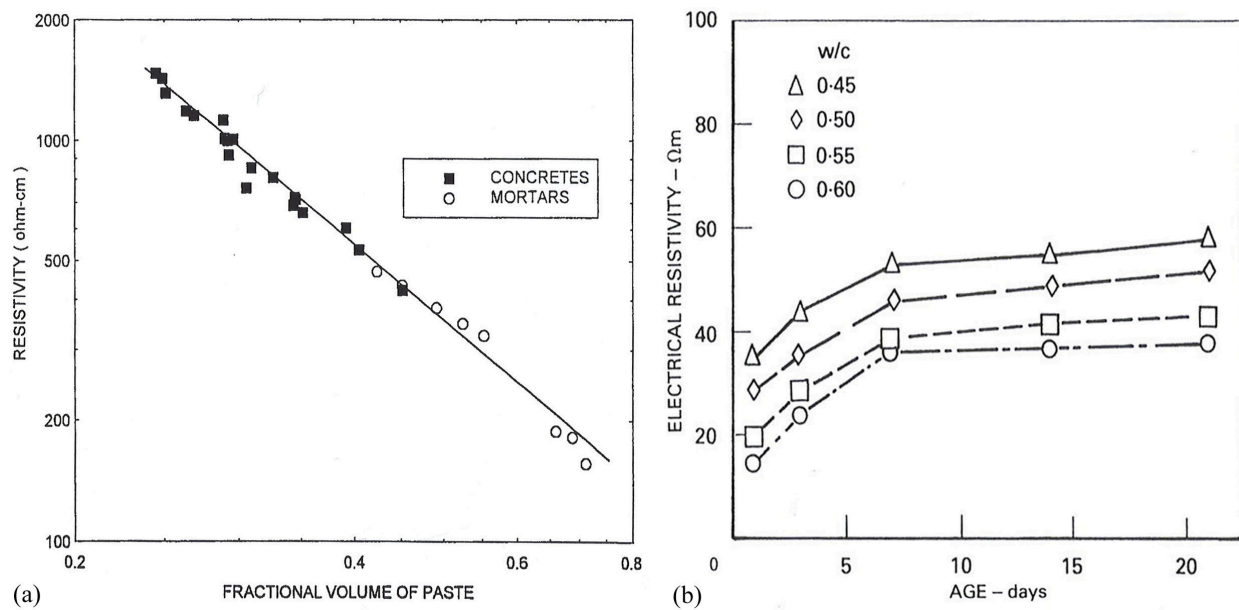 2000
1000
500
200
100
RESISTIVITY ( ohm-cm)
CONCRETES
MORTARS
0.2
0.4
0.6
0.8
FRACTIONAL VOLUME OF PASTE
(a)
100
80
60
40
20
0
ELECTRICAL RESISTIVITY – Ωm
w/c
0·45
0·50
0·55
0·60
5
10
15
20
AGE – days
(b)